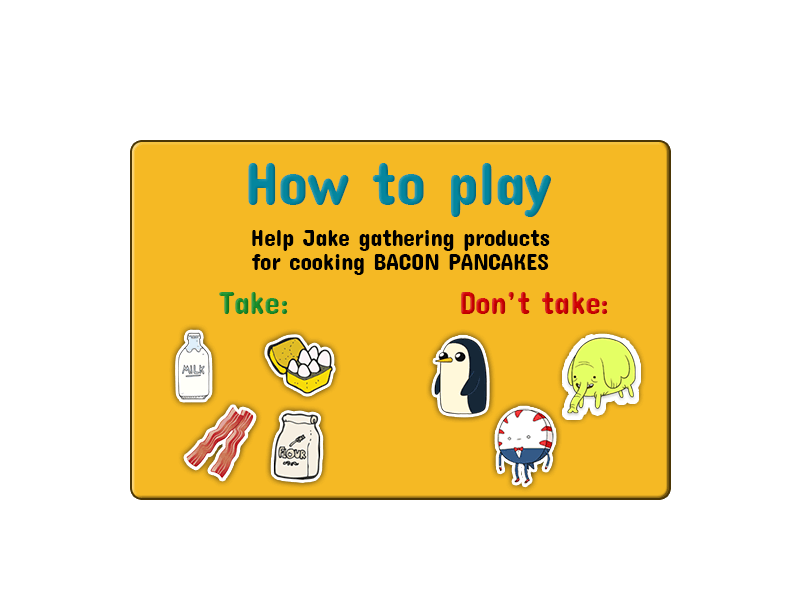 How to play
Help Jake gathering products
for cooking BACON PANCAKES
Take:
Don't take:
MILK
FLOUR